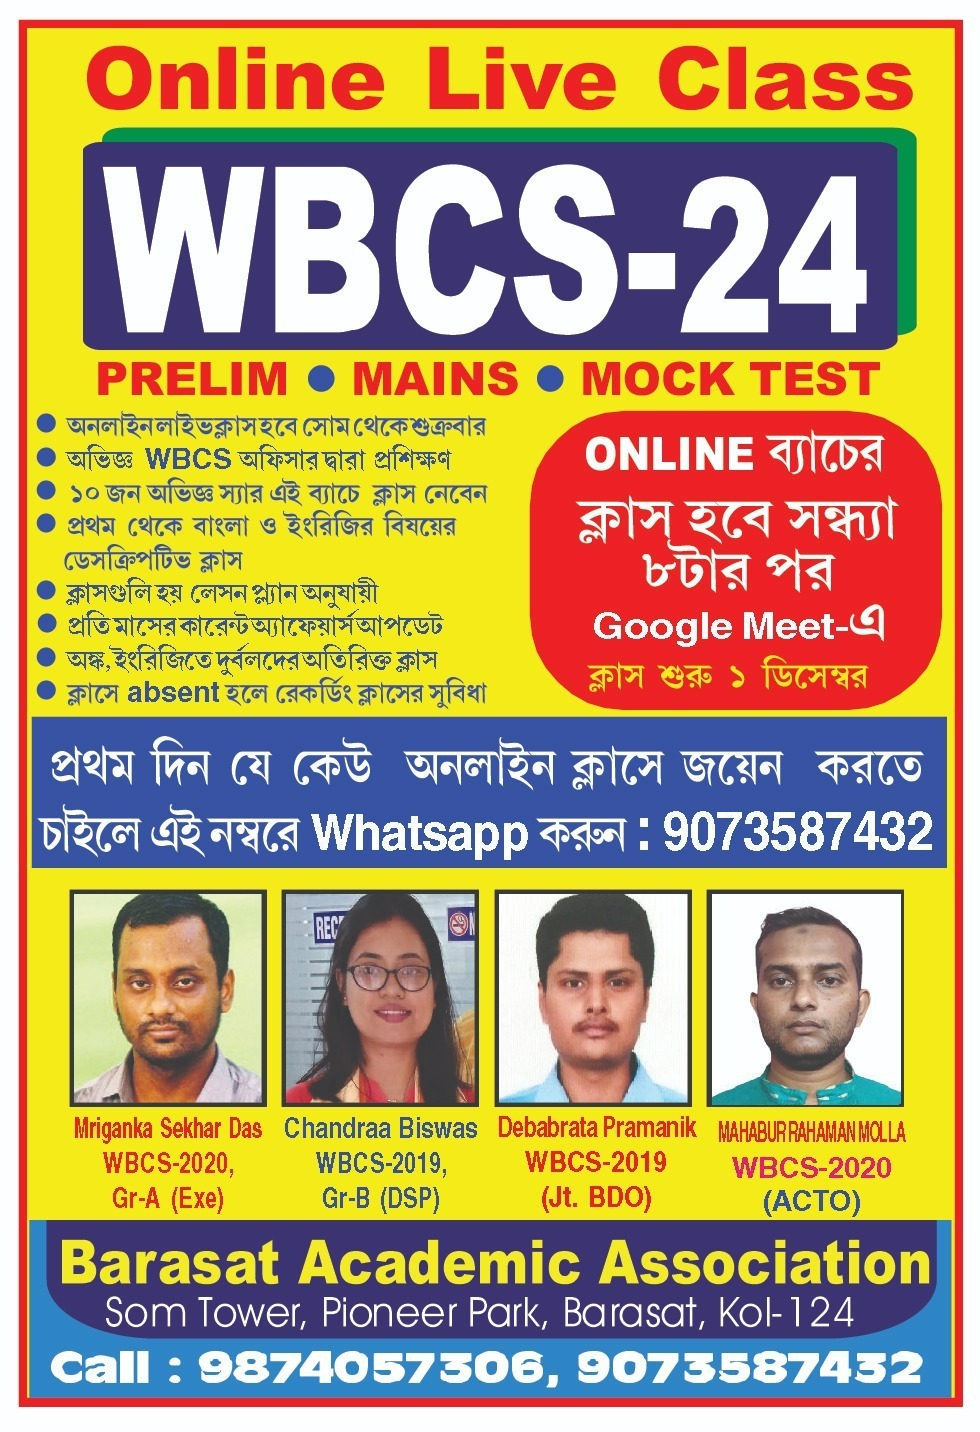 Online Live Class
WBCS-24
PRELIM ● MAINS ● MOCK TEST
● অনলাইন লাইভ ক্লাস হবে সোম থেকে শুক্রবার
● অভিজ্ঞ WBCS অফিসার দ্বারা প্রশিক্ষণ
● ১০ জন অভিজ্ঞ স্যার এই ব্যাচে ক্লাস নেবেন
● প্রথম থেকে বাংলা ও ইংরিজির বিষয়ের
ডেসক্রিপটিভ ক্লাস
● ক্লাসগুলি হয় লেসন প্ল্যান অনুযায়ী
● প্রতি মাসের কারেন্ট অ্যাফেয়ার্স আপডেট
● অঙ্ক, ইংরিজিতে দুর্বলদের অতিরিক্ত ক্লাস
● ক্লাসে absent হলে রেকর্ডিং ক্লাসের সুবিধা
ONLINE ব্যাচের
ক্লাস হবে সন্ধ্যা
৮টার পর
Google Meet-এ
ক্লাস শুরু ১ ডিসেম্বর
প্রথম দিন যে কেউ অনলাইন ক্লাসে জয়েন করতে
চাইলে এই নম্বরে Whatsapp করুন : 9073587432
REC
Mriganka Sekhar Das
WBCS-2020,
Gr-A (Exe)
Chandraa Biswas
WBCS-2019,
Gr-B (DSP)
Debabrata Pramanik
WBCS-2019
(Jt. BDO)
MAHABUR RAHAMAN MOLLA
WBCS-2020
(ACTO)
Barasat Academic Association
Som Tower, Pioneer Park, Barasat, Kol-124
Call : 9874057306, 9073587432